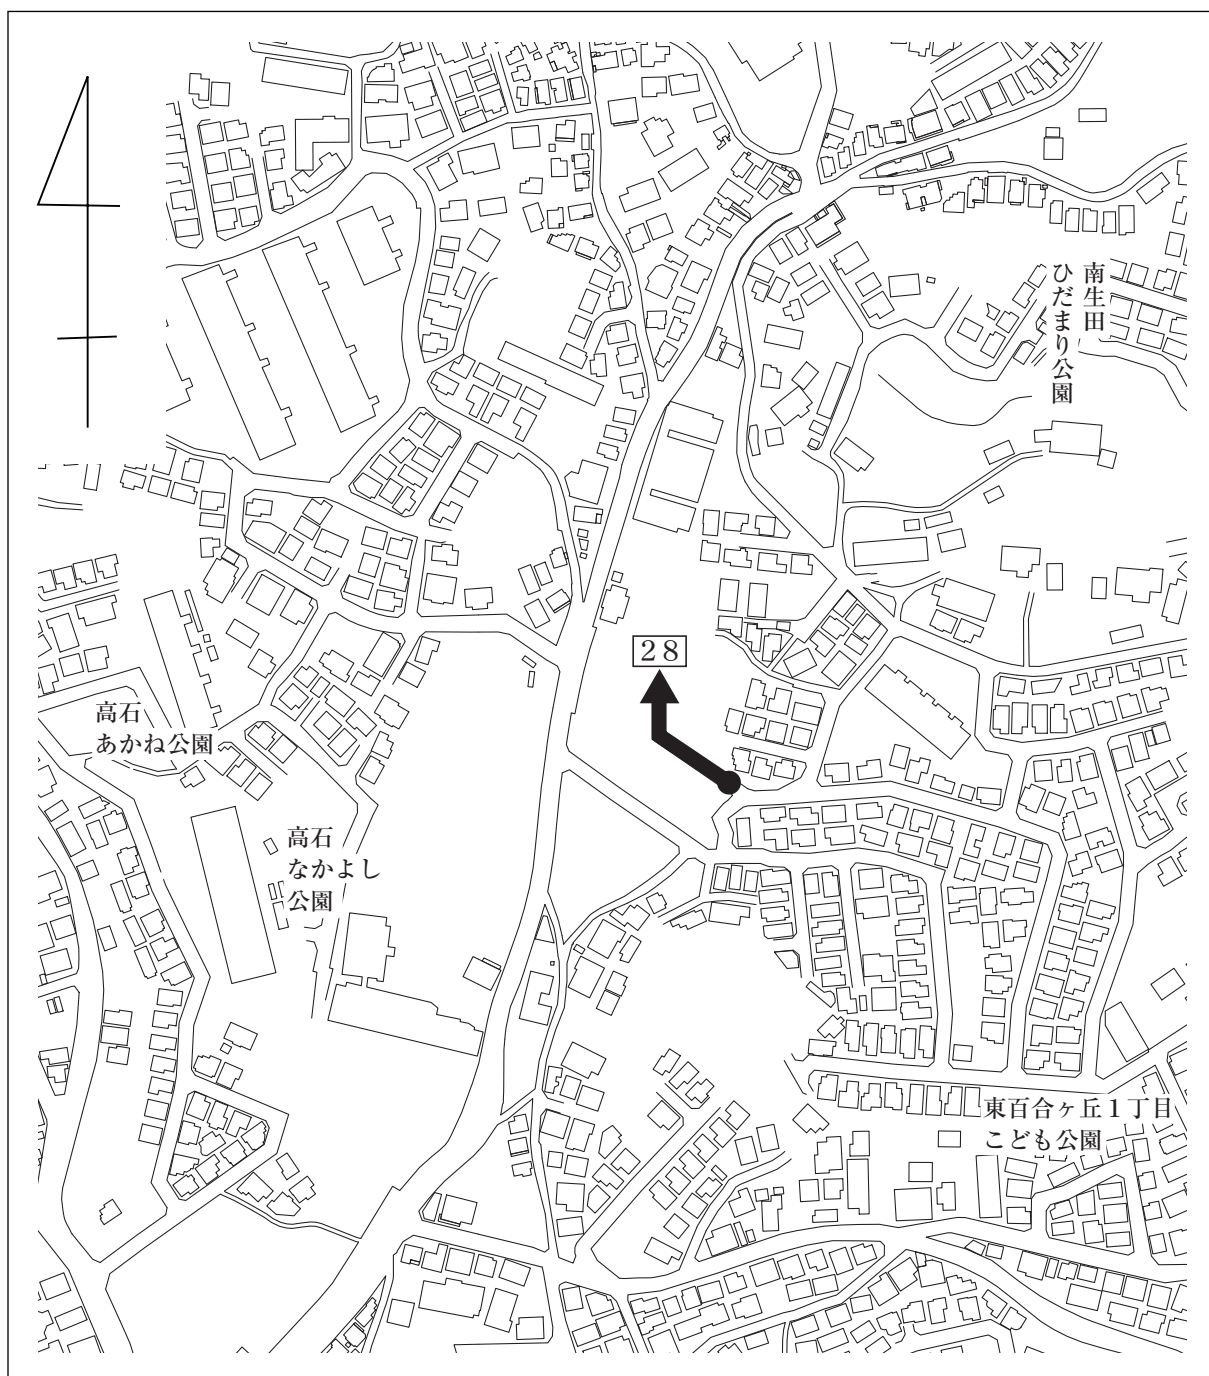 南生田
ひだまり公園
２８
高石
あかね公園
高石
なかよし
公園
東百合ヶ丘１丁目
こども公園